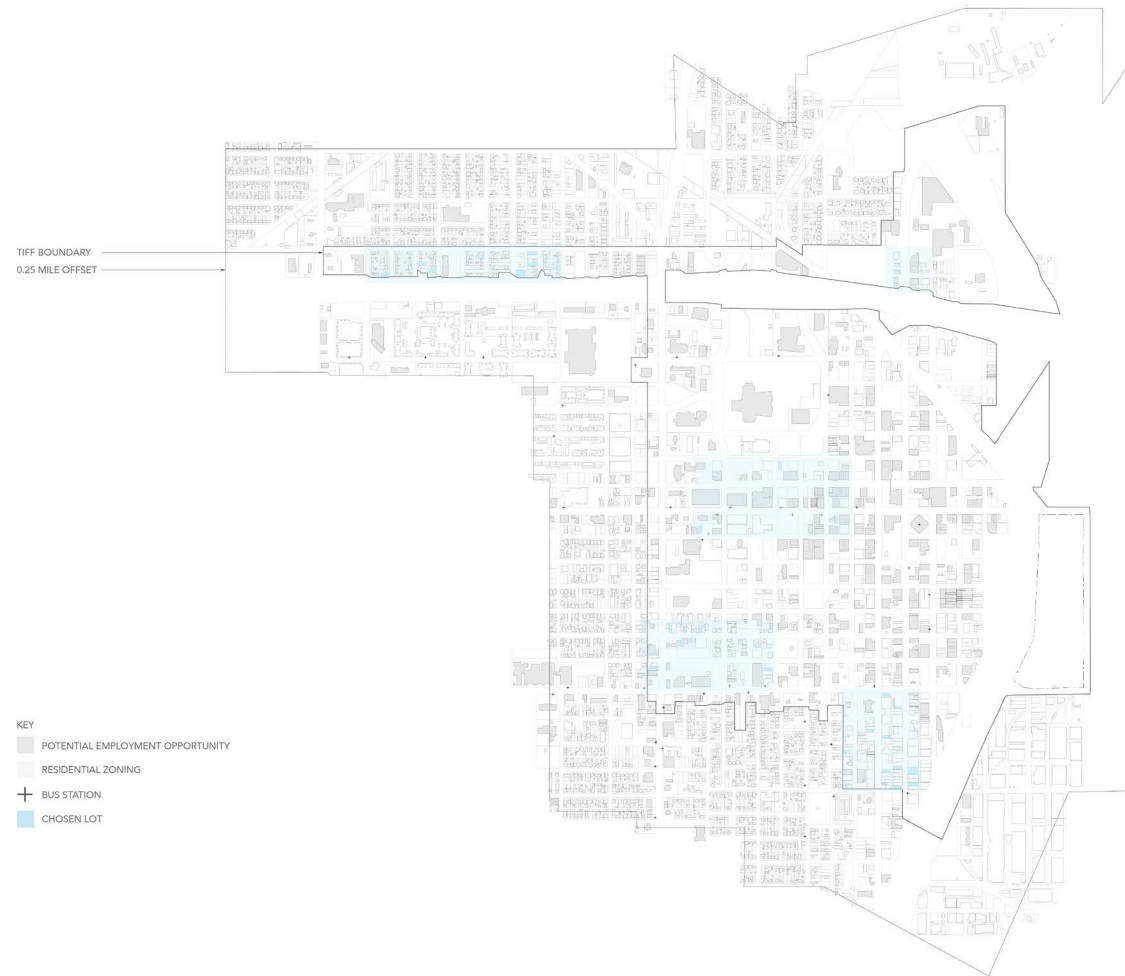 TIFF BOUNDARY
0.25 MILE OFFSET
KEY
POTENTIAL EMPLOYMENT OPPORTUNITY
RESIDENTIAL ZONING
BUS STATION
CHOSEN LOT